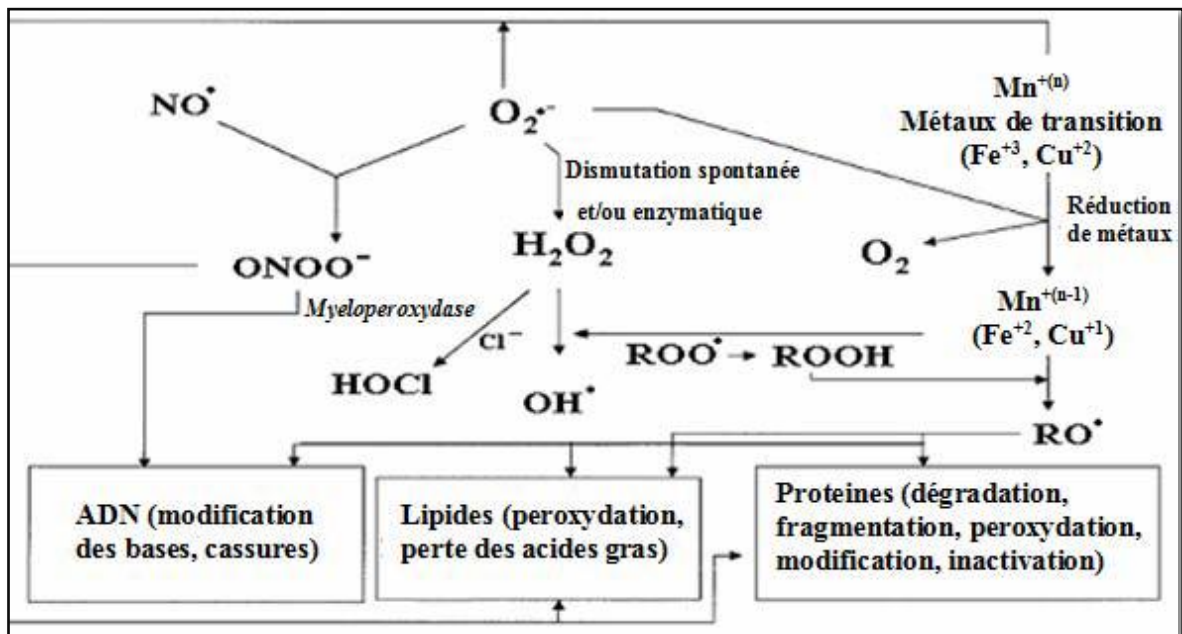 NO•
O₂•⁻
Mn⁺⁽ⁿ⁾
Métaux de transition
(Fe⁺³, Cu⁺²)
Dismutation spontanée
et/ou enzymatique
Réduction
de métaux
H₂O₂
O₂
ONOO⁻
Myeloperoxydase
Cl⁻
Mn⁺⁽ⁿ⁻¹⁾
(Fe⁺², Cu⁺¹)
ROO•
ROOH
HOCl
OH•
RO•
ADN (modification
des bases, cassures)
Lipides (peroxydation,
perte des acides gras)
Proteines (dégradation,
fragmentation, peroxydation,
modification, inactivation)